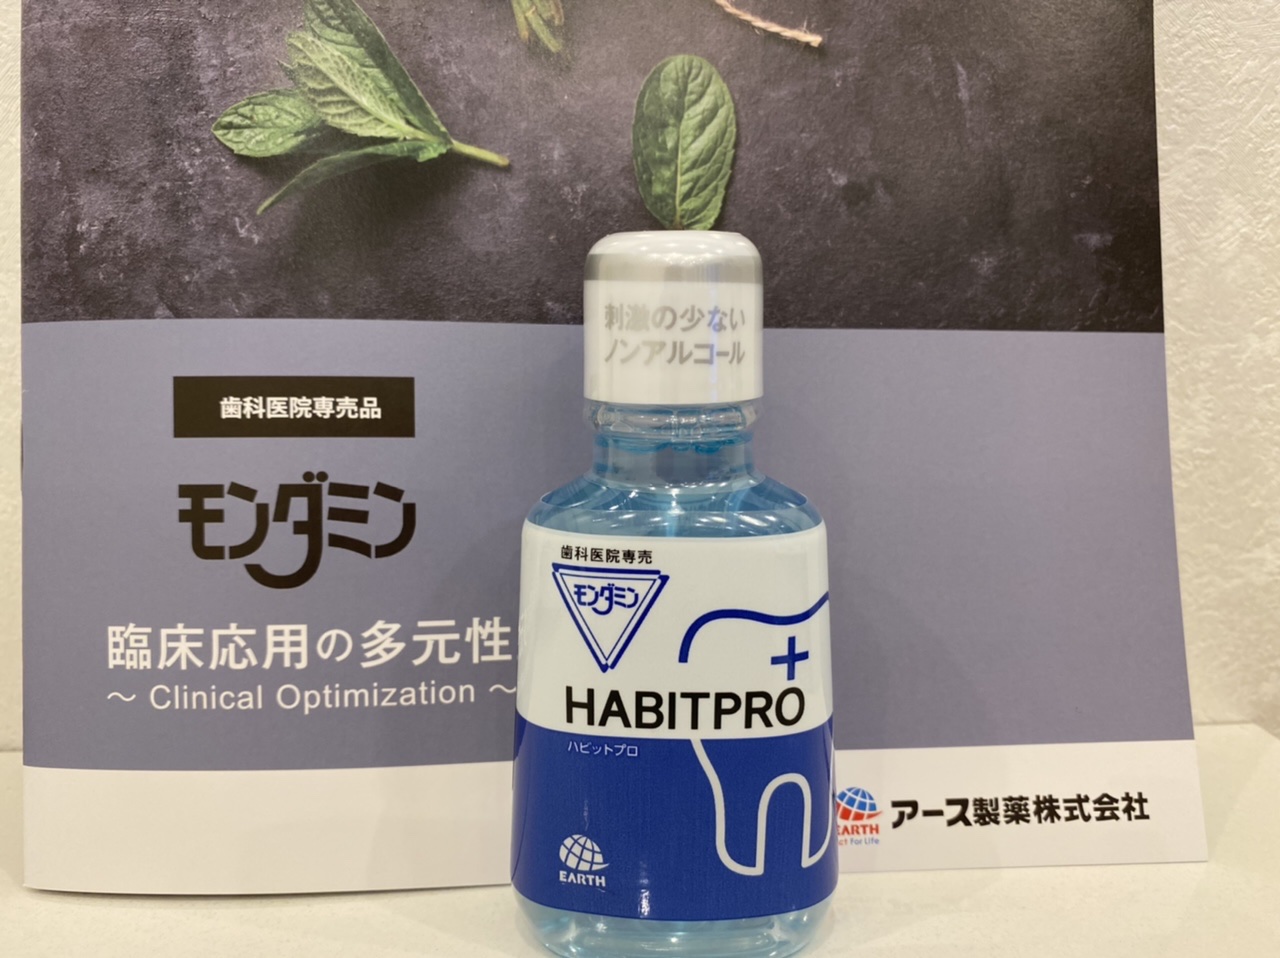 歯科医院専売品
モンダミン
臨床応用の多元性
～ Clinical Optimization ～
刺激の少ない
ノンアルコール
歯科医院専売
モンダミン
HABITPRO
ハビットプロ
EARTH
EARTH
ct For Life
アース製薬株式会社